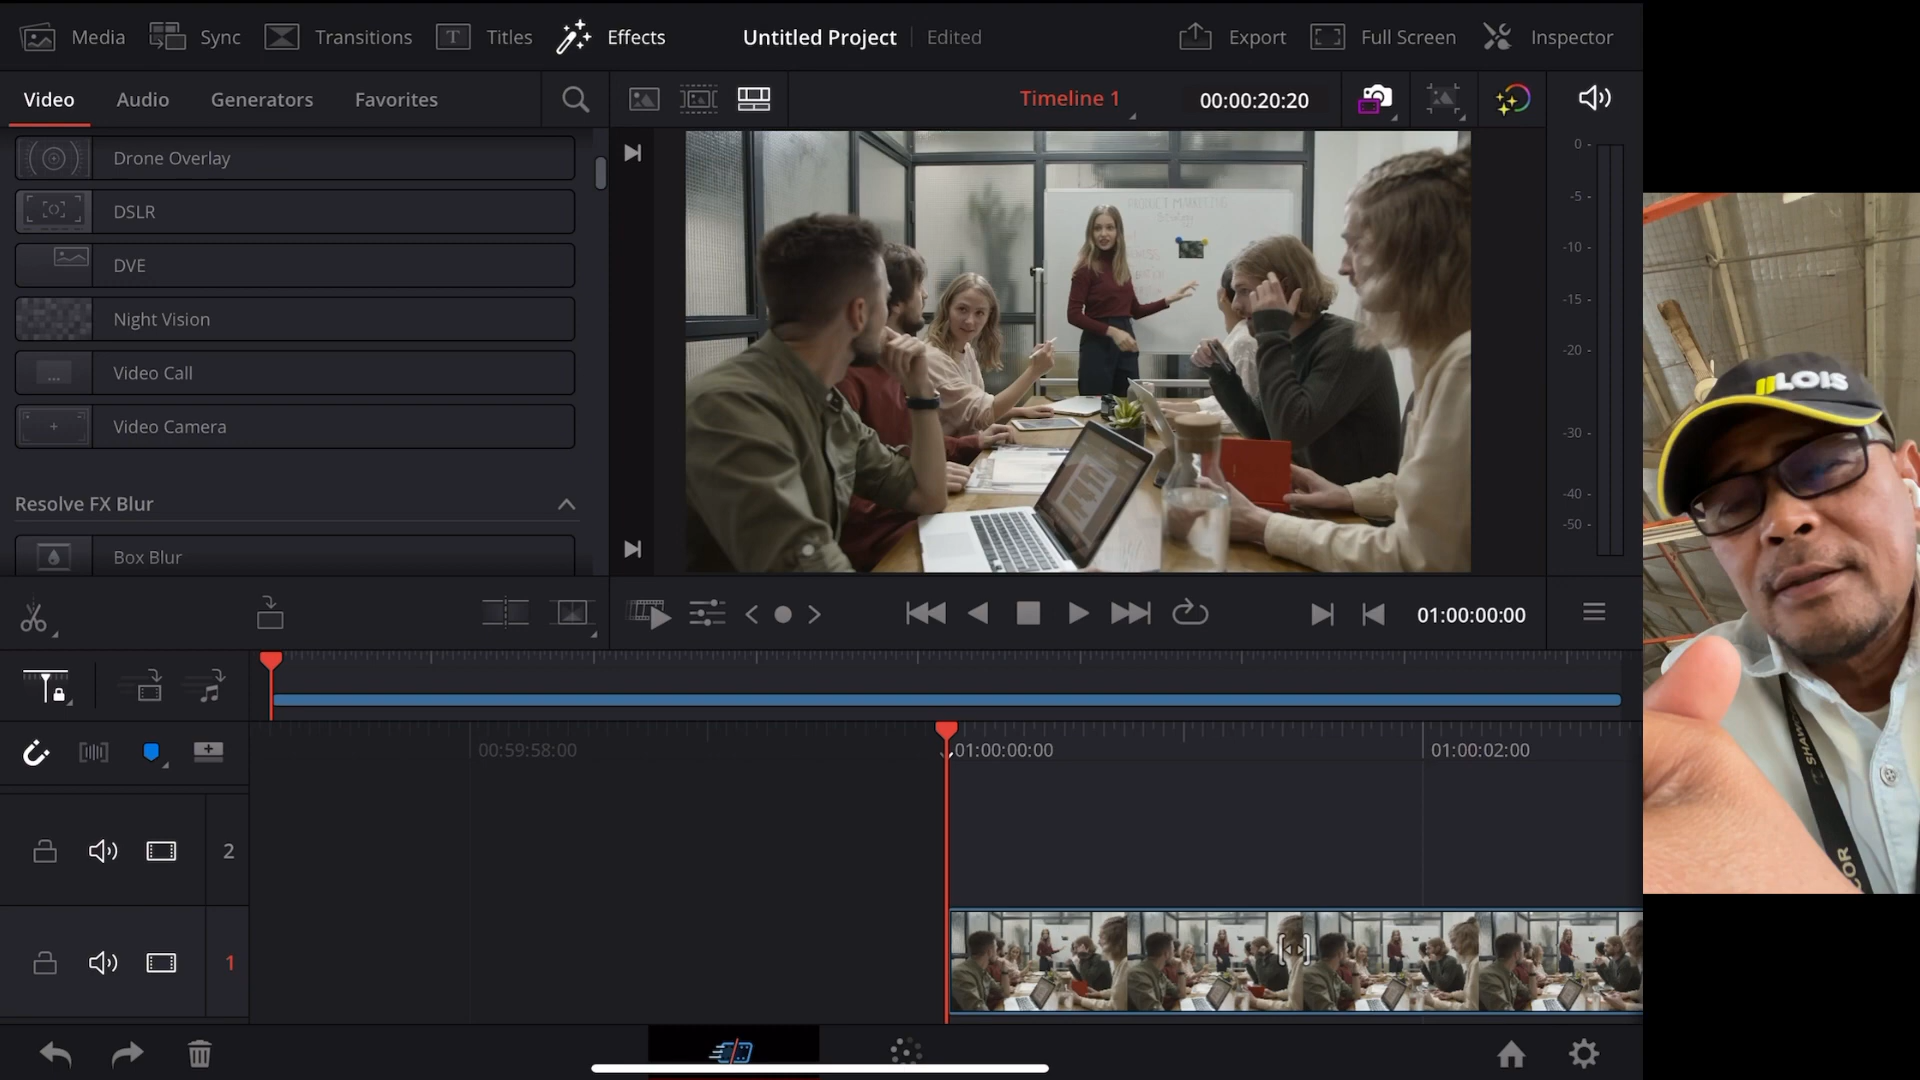 Media
Sync
Transitions
Titles
Effects
Untitled Project
Edited
Export
Full Screen
Inspector
Video
Audio
Generators
Favorites
Timeline 1
00:00:20:20
Drone Overlay
DSLR
DVE
Night Vision
Video Call
Video Camera
Resolve FX Blur
Box Blur
PRODUCT MARKETING
0
-5
-10
-15
-20
-30
-40
-50
LOIS
01:00:00:00
00:59:58:00
01:00:00:00
01:00:02:00
2
1